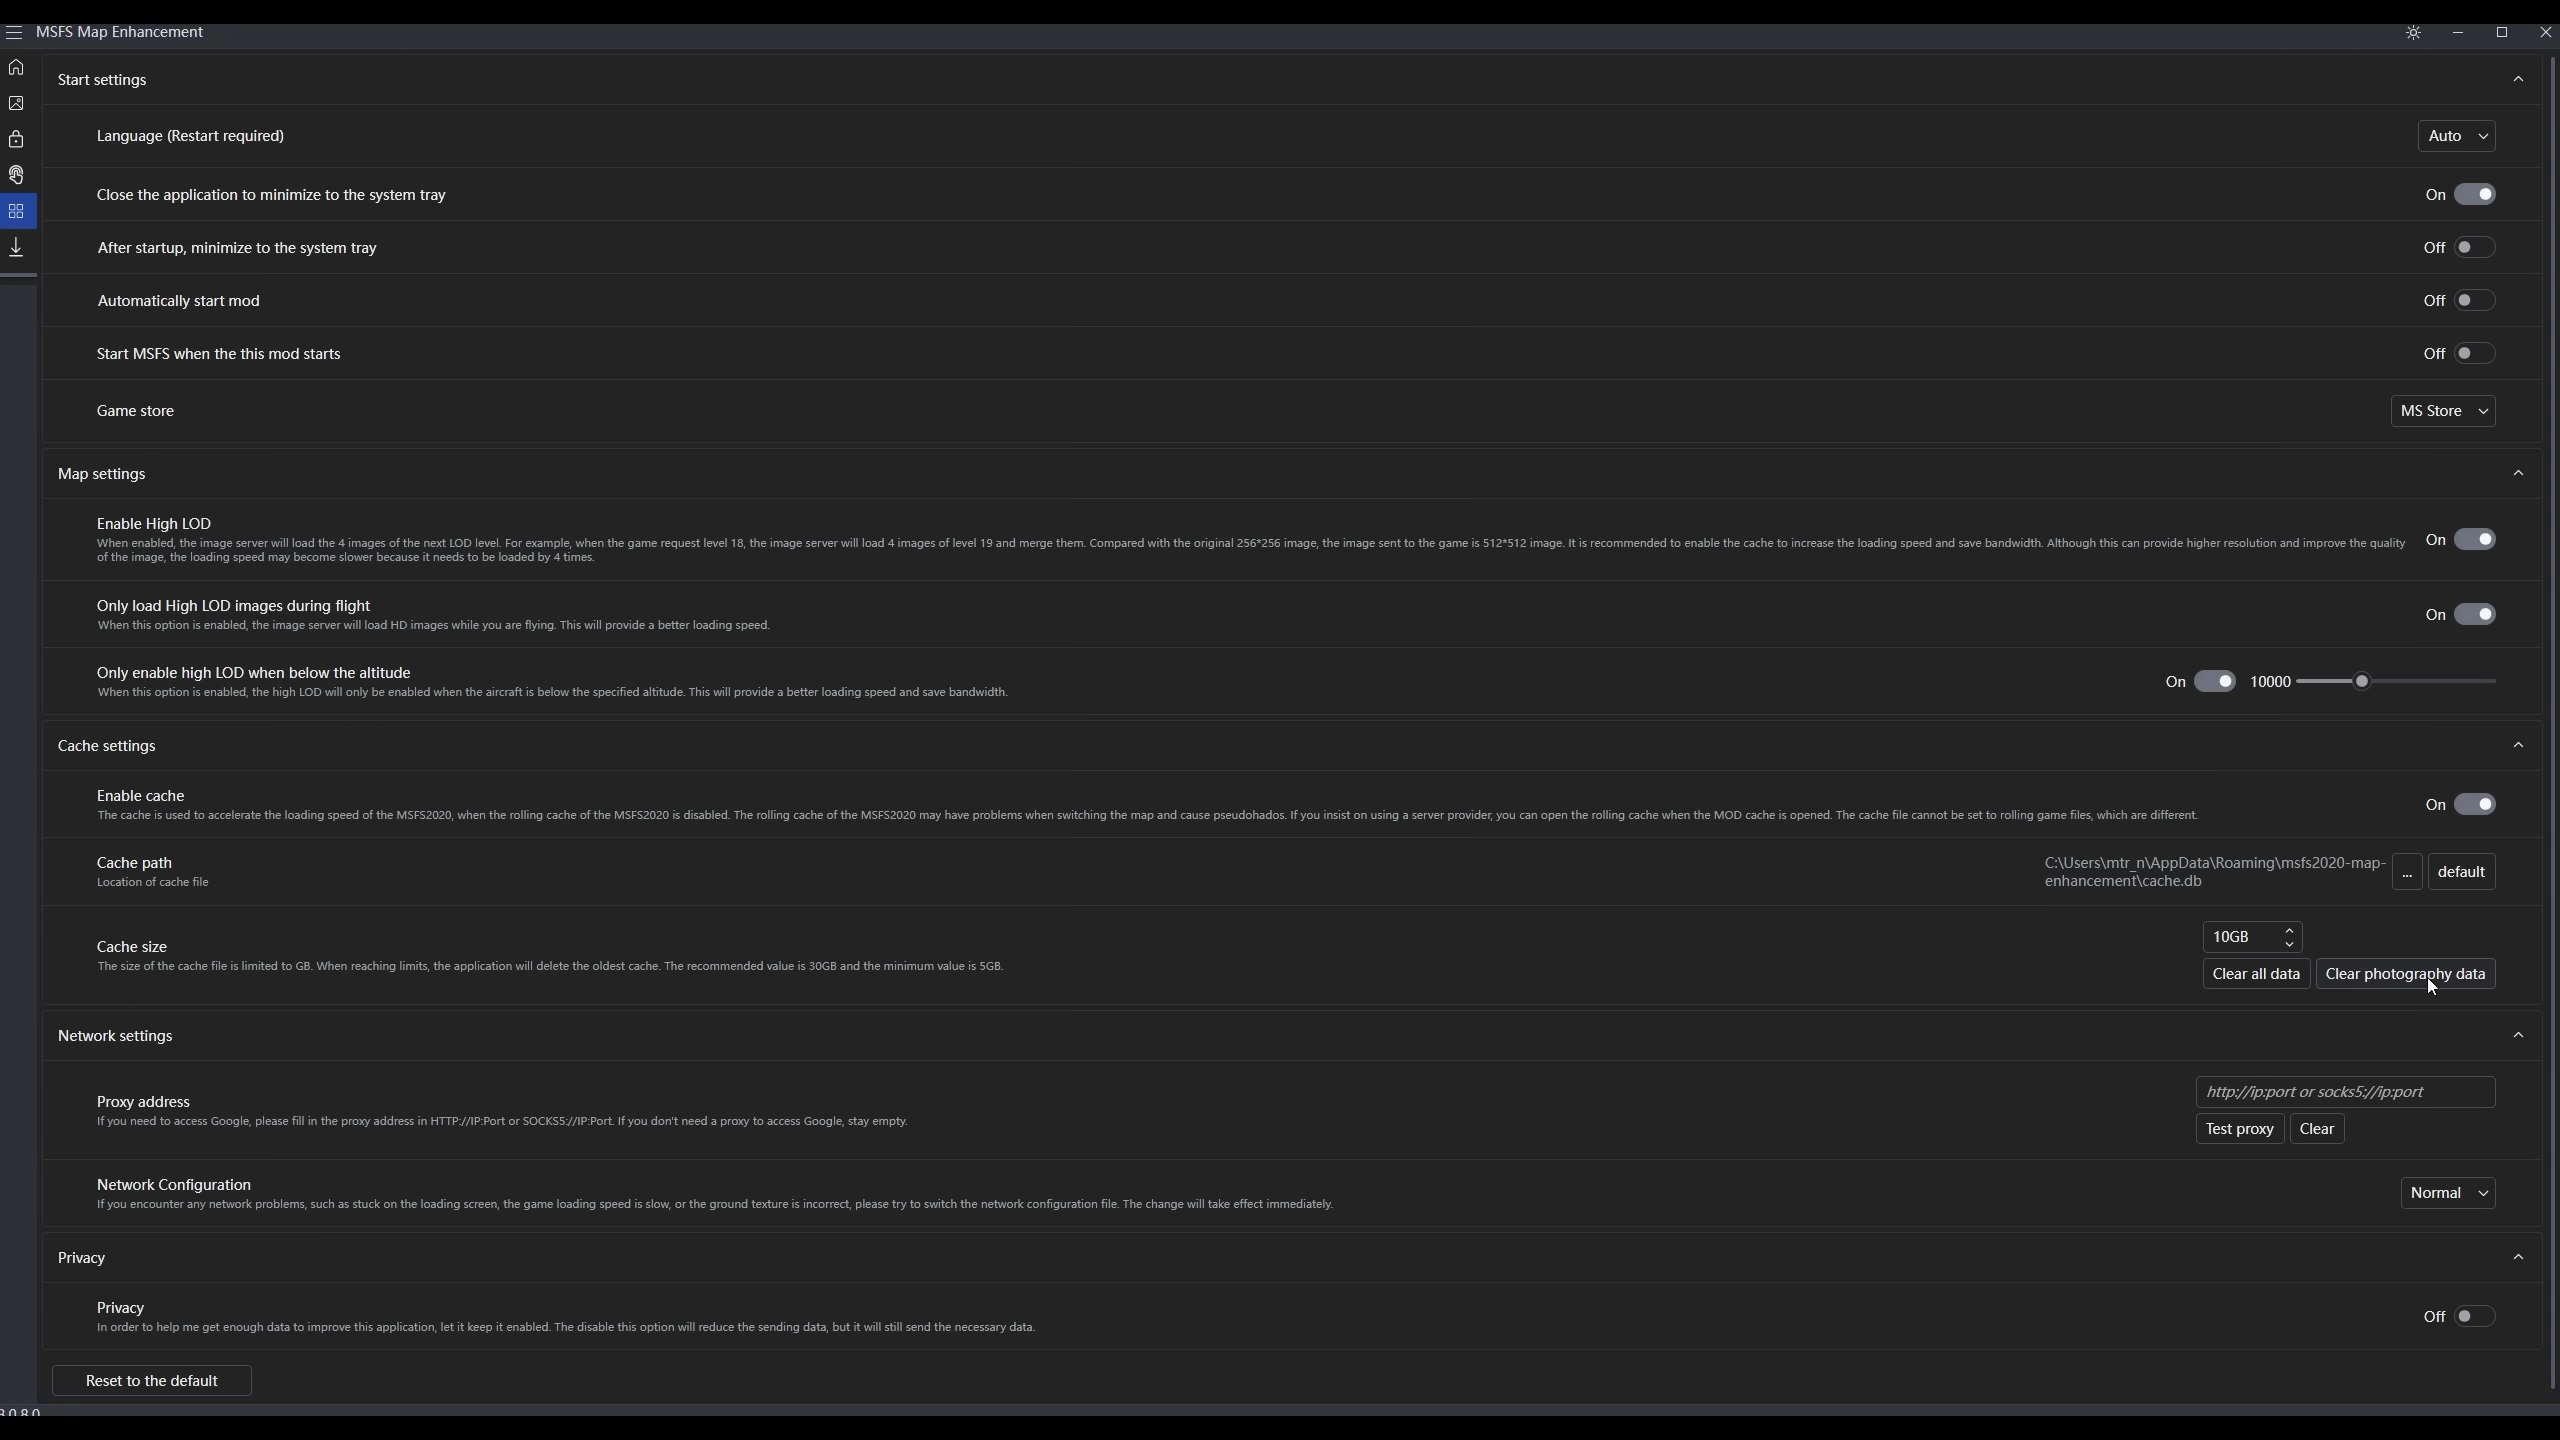 MSFS Map Enhancement
Start settings
Language (Restart required)
Auto
Close the application to minimize to the system tray
On
After startup, minimize to the system tray
Off
Automatically start mod
Off
Start MSFS when the this mod starts
Off
Game store
MS Store
Map settings
Enable High LOD
When enabled, the image server will load the 4 images of the next LOD level. For example, when the game request level 18, the image server will load 4 images of level 19 and merge them. Compared with the original 256*256 image, the image sent to the game is 512*512 image. It is recommended to enable the cache to increase the loading speed and save bandwidth. Although this can provide higher resolution and improve the quality
of the image, the loading speed may become slower because it needs to be loaded by 4 times.
On
Only load High LOD images during flight
When this option is enabled, the image server will load HD images while you are flying. This will provide a better loading speed.
On
Only enable high LOD when below the altitude
When this option is enabled, the high LOD will only be enabled when the aircraft is below the specified altitude. This will provide a better loading speed and save bandwidth.
On 10000
Cache settings
Enable cache
The cache is used to accelerate the loading speed of the MSFS2020, when the rolling cache of the MSFS2020 is disabled. The rolling cache of the MSFS2020 may have problems when switching the map and cause pseudohados. If you insist on using a server provider, you can open the rolling cache when the MOD cache is opened. The cache file cannot be set to rolling game files, which are different.
On
Cache path
Location of cache file
C:\Users\mtr_n\AppData\Roaming\msfs2020-map-
enhancement\cache.db
... default
Cache size
The size of the cache file is limited to GB. When reaching limits, the application will delete the oldest cache. The recommended value is 30GB and the minimum value is 5GB.
10GB
Clear all data Clear photography data
Network settings
Proxy address
If you need to access Google, please fill in the proxy address in HTTP://IP:Port or SOCKS5://IP:Port. If you don't need a proxy to access Google, stay empty.
http://ip:port or socks5://ip:port
Test proxy Clear
Network Configuration
If you encounter any network problems, such as stuck on the loading screen, the game loading speed is slow, or the ground texture is incorrect, please try to switch the network configuration file. The change will take effect immediately.
Normal
Privacy
Privacy
In order to help me get enough data to improve this application, let it keep it enabled. The disable this option will reduce the sending data, but it will still send the necessary data.
Off
Reset to the default